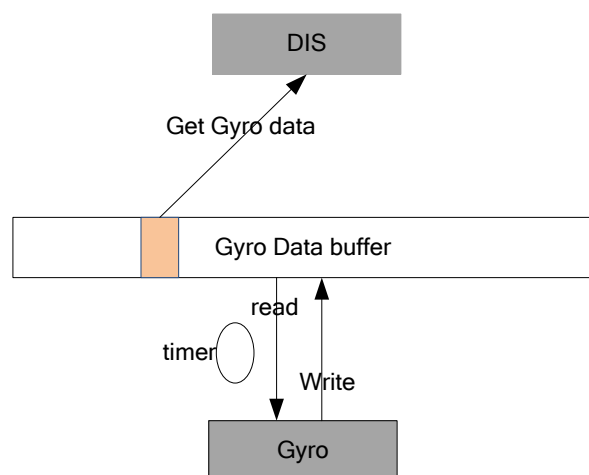 DIS
Get Gyro data
Gyro Data buffer
read
timer
Write
Gyro